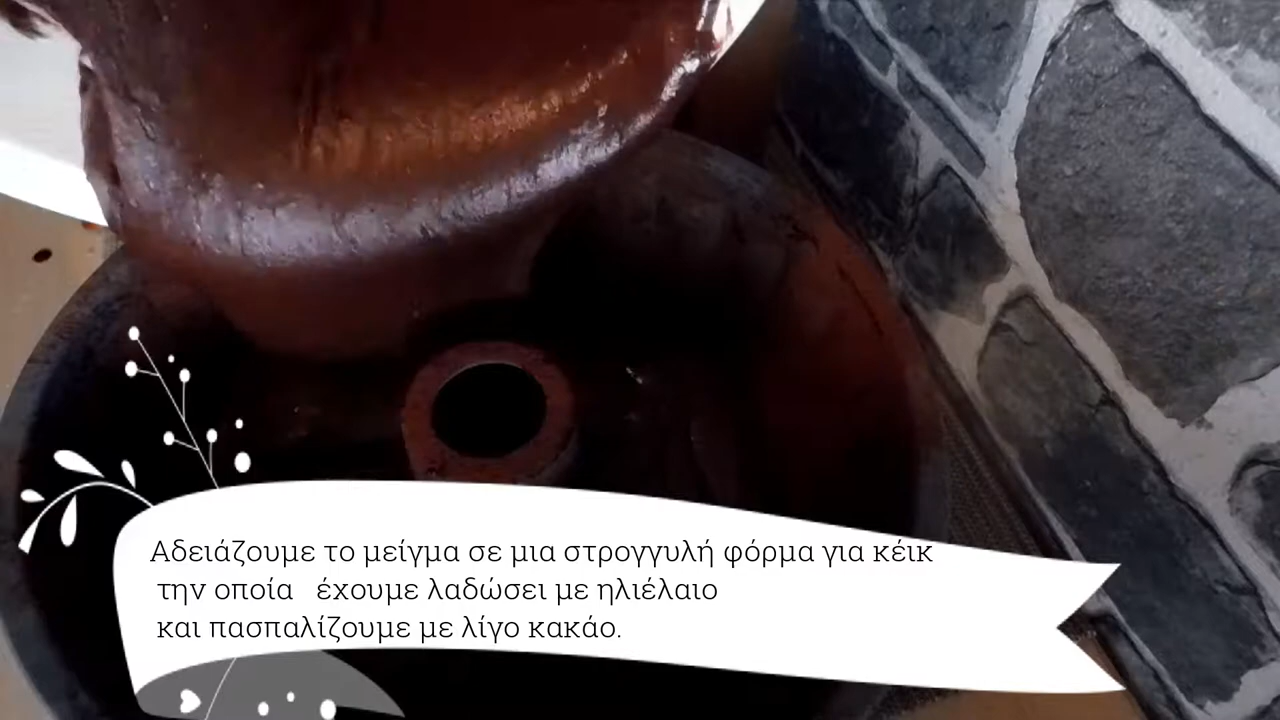 Αδειάζουμε το μείγμα σε μια στρογγυλή φόρμα για κέικ
την οποία έχουμε λαδώσει με ηλιέλαιο
και πασπαλίζουμε με λίγο κακάο.